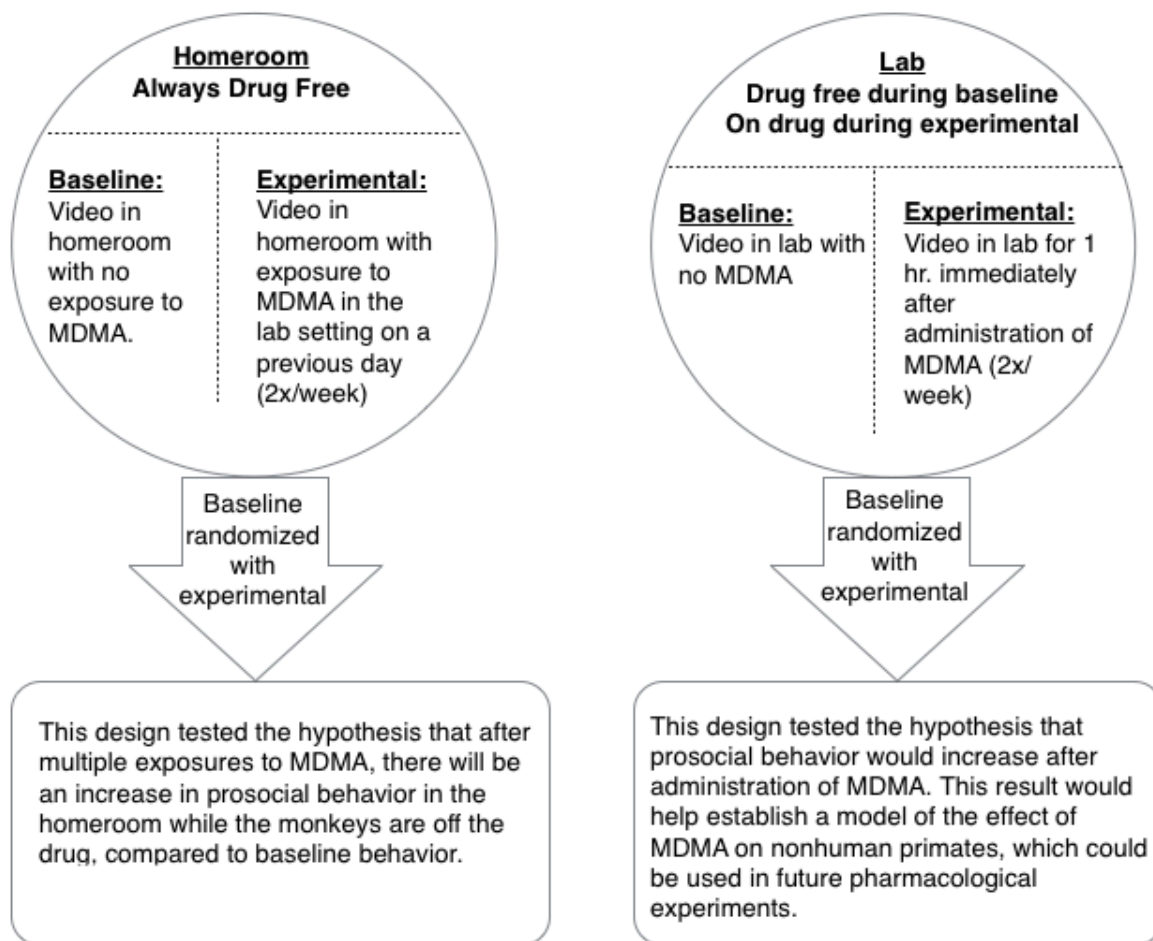 Homeroom
Always Drug Free
Baseline:
Video in
homeroom
with no
exposure to
MDMA.
Experimental:
Video in
homeroom with
exposure to
MDMA in the
lab setting on a
previous day
(2x/week)
Baseline
randomized
with
experimental
This design tested the hypothesis that after
multiple exposures to MDMA, there will be
an increase in prosocial behavior in the
homeroom while the monkeys are off the
drug, compared to baseline behavior.
Lab
Drug free during baseline
On drug during experimental
Baseline:
Video in lab with
no MDMA
Experimental:
Video in lab for 1
hr. immediately
after
administration of
MDMA (2x/
week)
Baseline
randomized
with
experimental
This design tested the hypothesis that
prosocial behavior would increase after
administration of MDMA. This result would
help establish a model of the effect of
MDMA on nonhuman primates, which could
be used in future pharmacological
experiments.